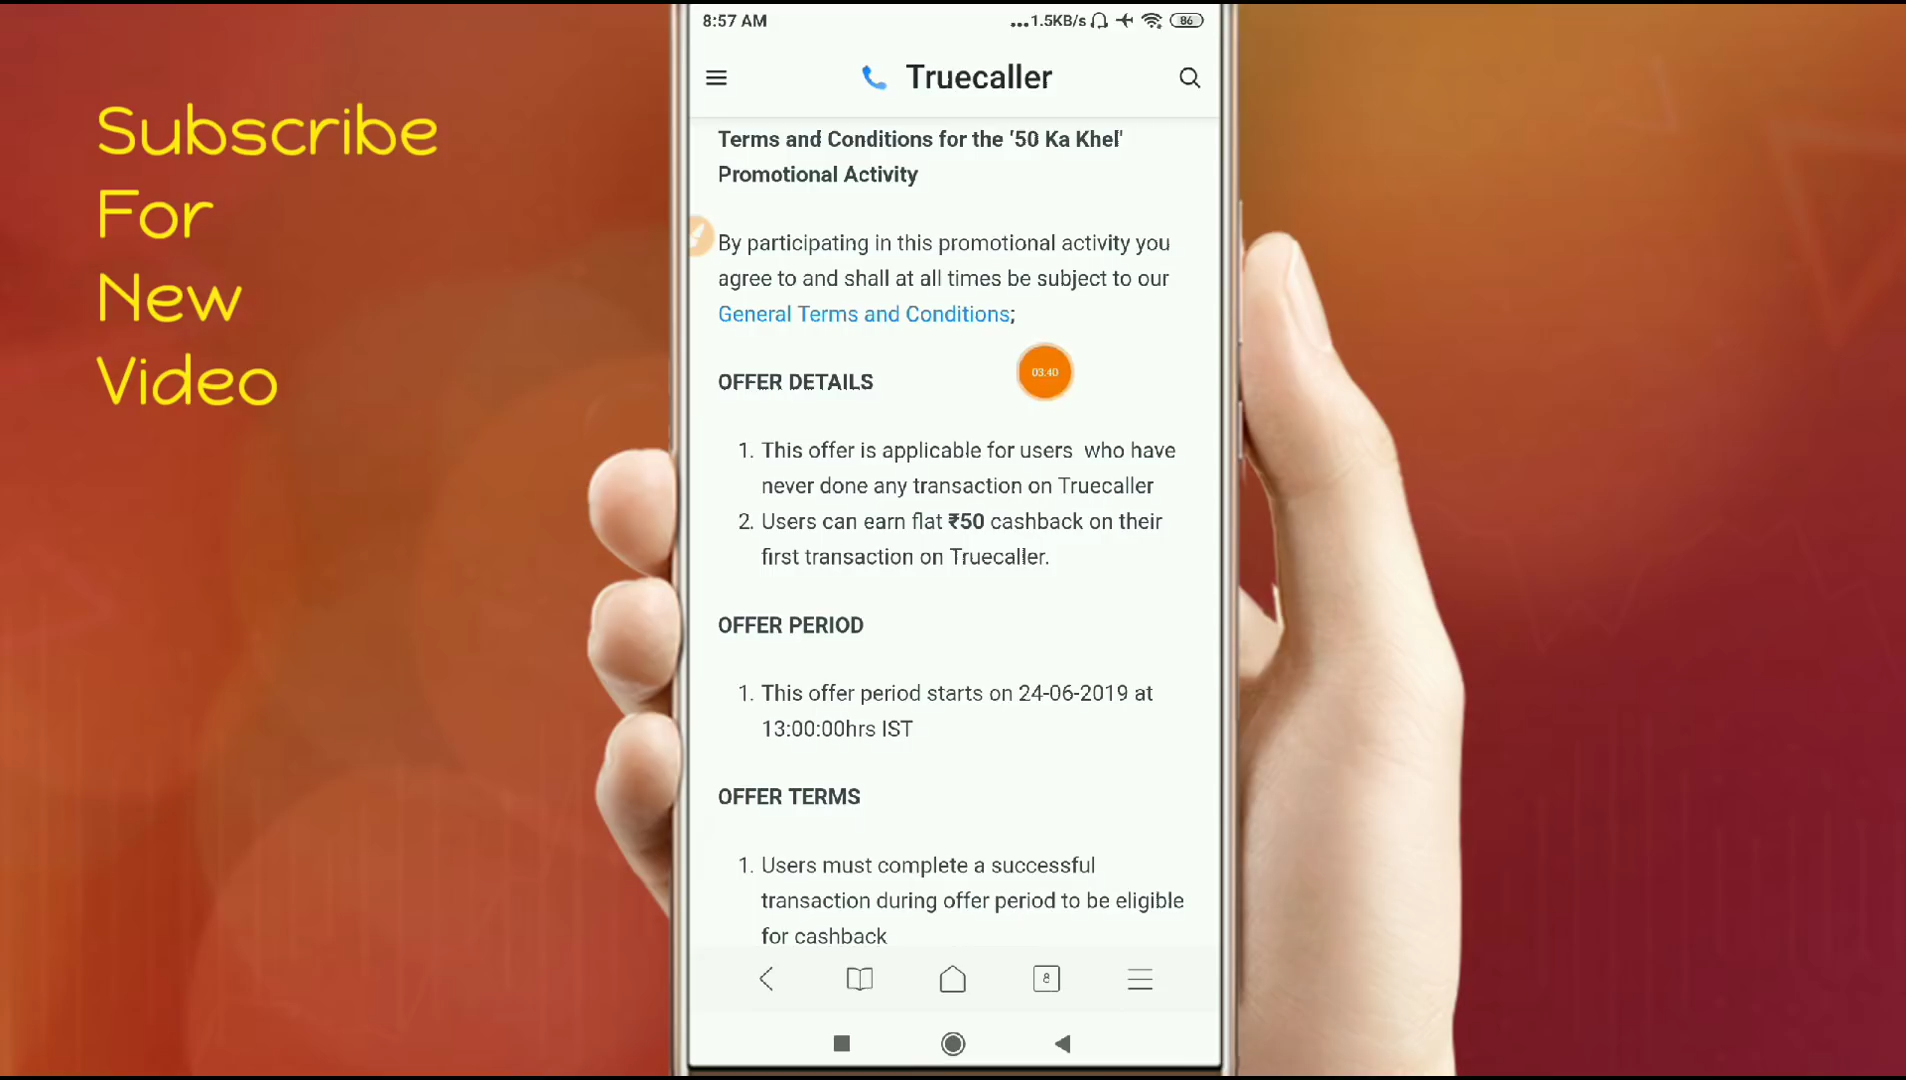 Subscribe
For
New
Video
8:57 AM
...1.5KB/s 86
Truecaller
Terms and Conditions for the '50 Ka Khel'
Promotional Activity
By participating in this promotional activity you
agree to and shall at all times be subject to our
General Terms and Conditions;
03:40
OFFER DETAILS
1. This offer is applicable for users who have
never done any transaction on Truecaller
2. Users can earn flat ₹50 cashback on their
first transaction on Truecaller.
OFFER PERIOD
1. This offer period starts on 24-06-2019 at
13:00:00hrs IST
OFFER TERMS
1. Users must complete a successful
transaction during offer period to be eligible
for cashback
8